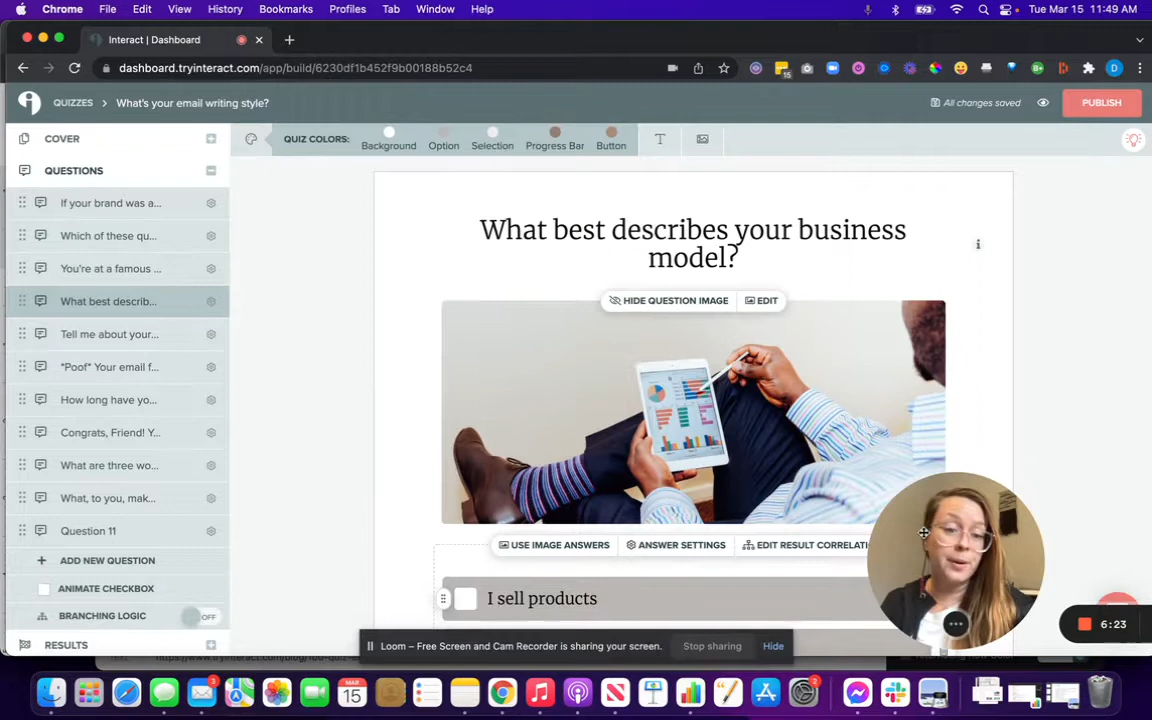 Chrome File Edit View History Bookmarks Profiles Tab Window Help Tue Mar 15 11:49 AM
Interact | Dashboard
dashboard.tryinteract.com/app/build/6230df1b452f9b00188b52c4 15 D
QUIZZES > What's your email writing style? All changes saved PUBLISH
COVER
QUIZ COLORS: Background Option Selection Progress Bar Button T
QUESTIONS
If your brand was a...
Which of these qu...
You're at a famous ...
What best describ...
Tell me about your...
*Poof* Your email f...
How long have yo...
Congrats, Friend! Y...
What are three wo...
What, to you, mak...
Question 11
ADD NEW QUESTION
ANIMATE CHECKBOX
BRANCHING LOGIC OFF
RESULTS
What best describes your business
model?
HIDE QUESTION IMAGE EDIT
USE IMAGE ANSWERS ANSWER SETTINGS EDIT RESULT CORRELATI
I sell products
6:23
Loom – Free Screen and Cam Recorder is sharing your screen. Stop sharing Hide
3
MAR
15
2